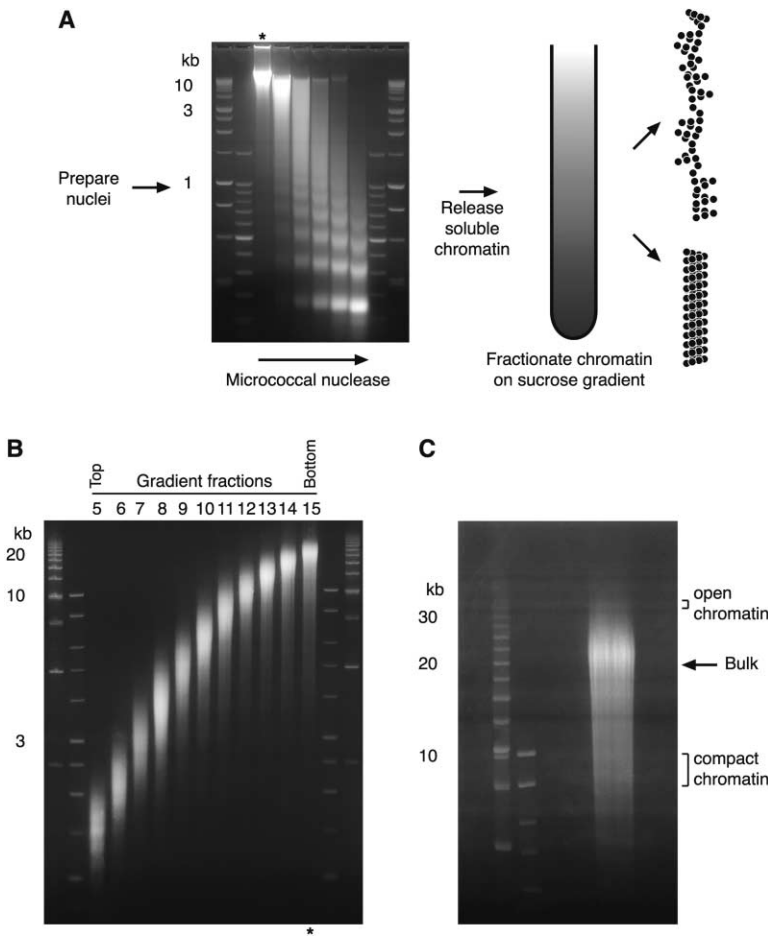 A
*
kb
10
3
1
Prepare
nuclei
Micrococcal nuclease
Release
soluble
chromatin
Fractionate chromatin
on sucrose gradient
B
Top
Gradient fractions
Bottom
5 6 7 8 9 10 11 12 13 14 15
kb
20
10
3
*
C
kb
30
20
10
open
chromatin
Bulk
compact
chromatin